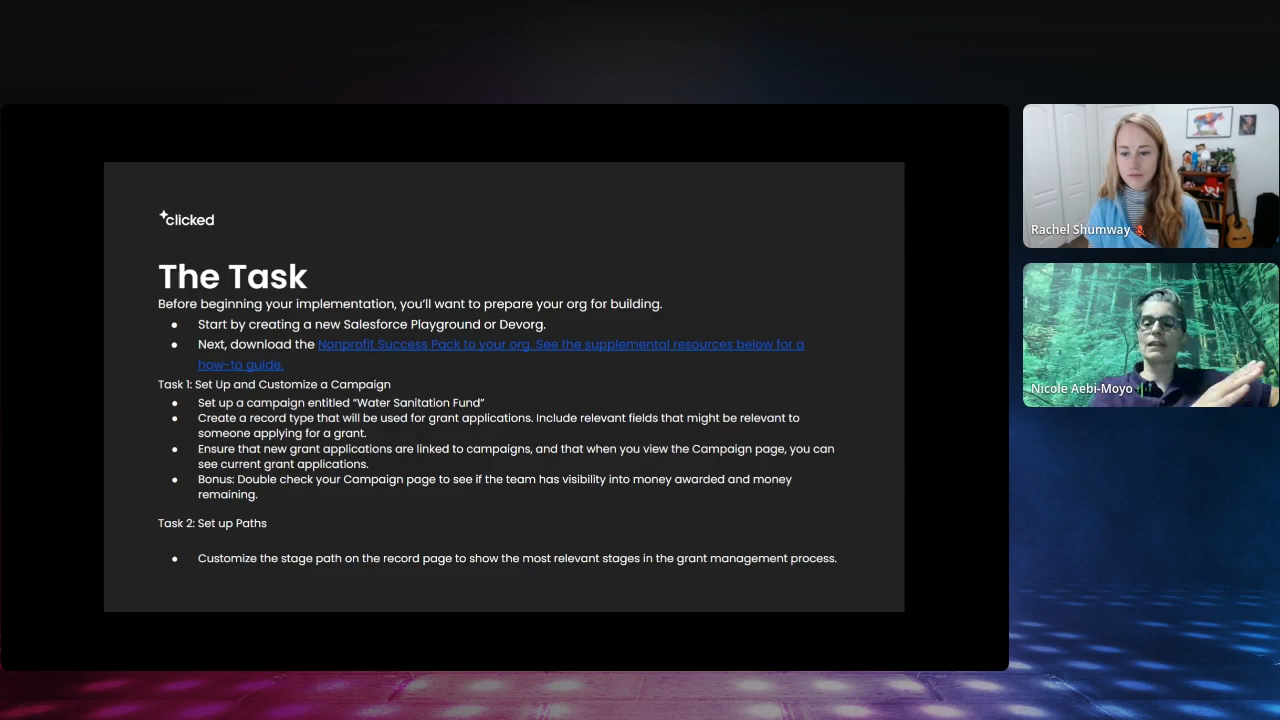 clicked
The Task
Before beginning your implementation, you’ll want to prepare your org for building.
● Start by creating a new Salesforce Playground or Devorg.
● Next, download the Nonprofit Success Pack to your org. See the supplemental resources below for a
how-to guide.
Task 1: Set Up and Customize a Campaign
● Set up a campaign entitled “Water Sanitation Fund”
● Create a record type that will be used for grant applications. Include relevant fields that might be relevant to
someone applying for a grant.
● Ensure that new grant applications are linked to campaigns, and that when you view the Campaign page, you can
see current grant applications.
● Bonus: Double check your Campaign page to see if the team has visibility into money awarded and money
remaining.
Task 2: Set up Paths
● Customize the stage path on the record page to show the most relevant stages in the grant management process.
Rachel Shumway
Nicole Aebi-Moyo